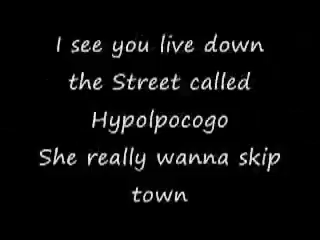 I see you live down
the Street called
Hypolpocogo
She really wanna skip
town